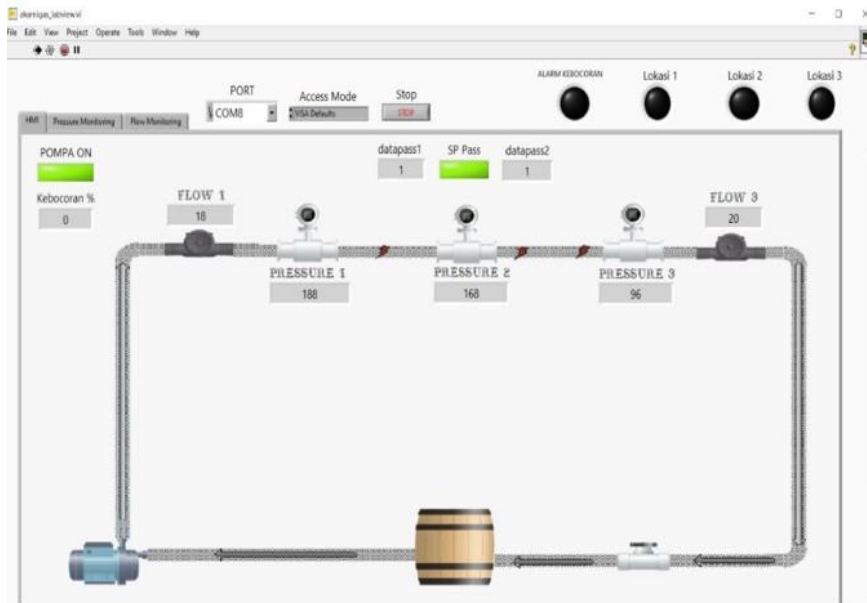 File Edit View Project Operate Tools Window Help
ALARM KEBOCORAN
Lokasi 1
Lokasi 2
Lokasi 3
PORT
Access Mode
Stop
COM8
VISA Defaults
STOP
HMI
Pressure Monitoring
Flow Monitoring
POMPA ON
datapass1
SP Pass
datapass2
1
1
Kebocoran %
0
FLOW 1
18
FLOW 3
20
PRESSURE 1
188
PRESSURE 2
168
PRESSURE 3
96